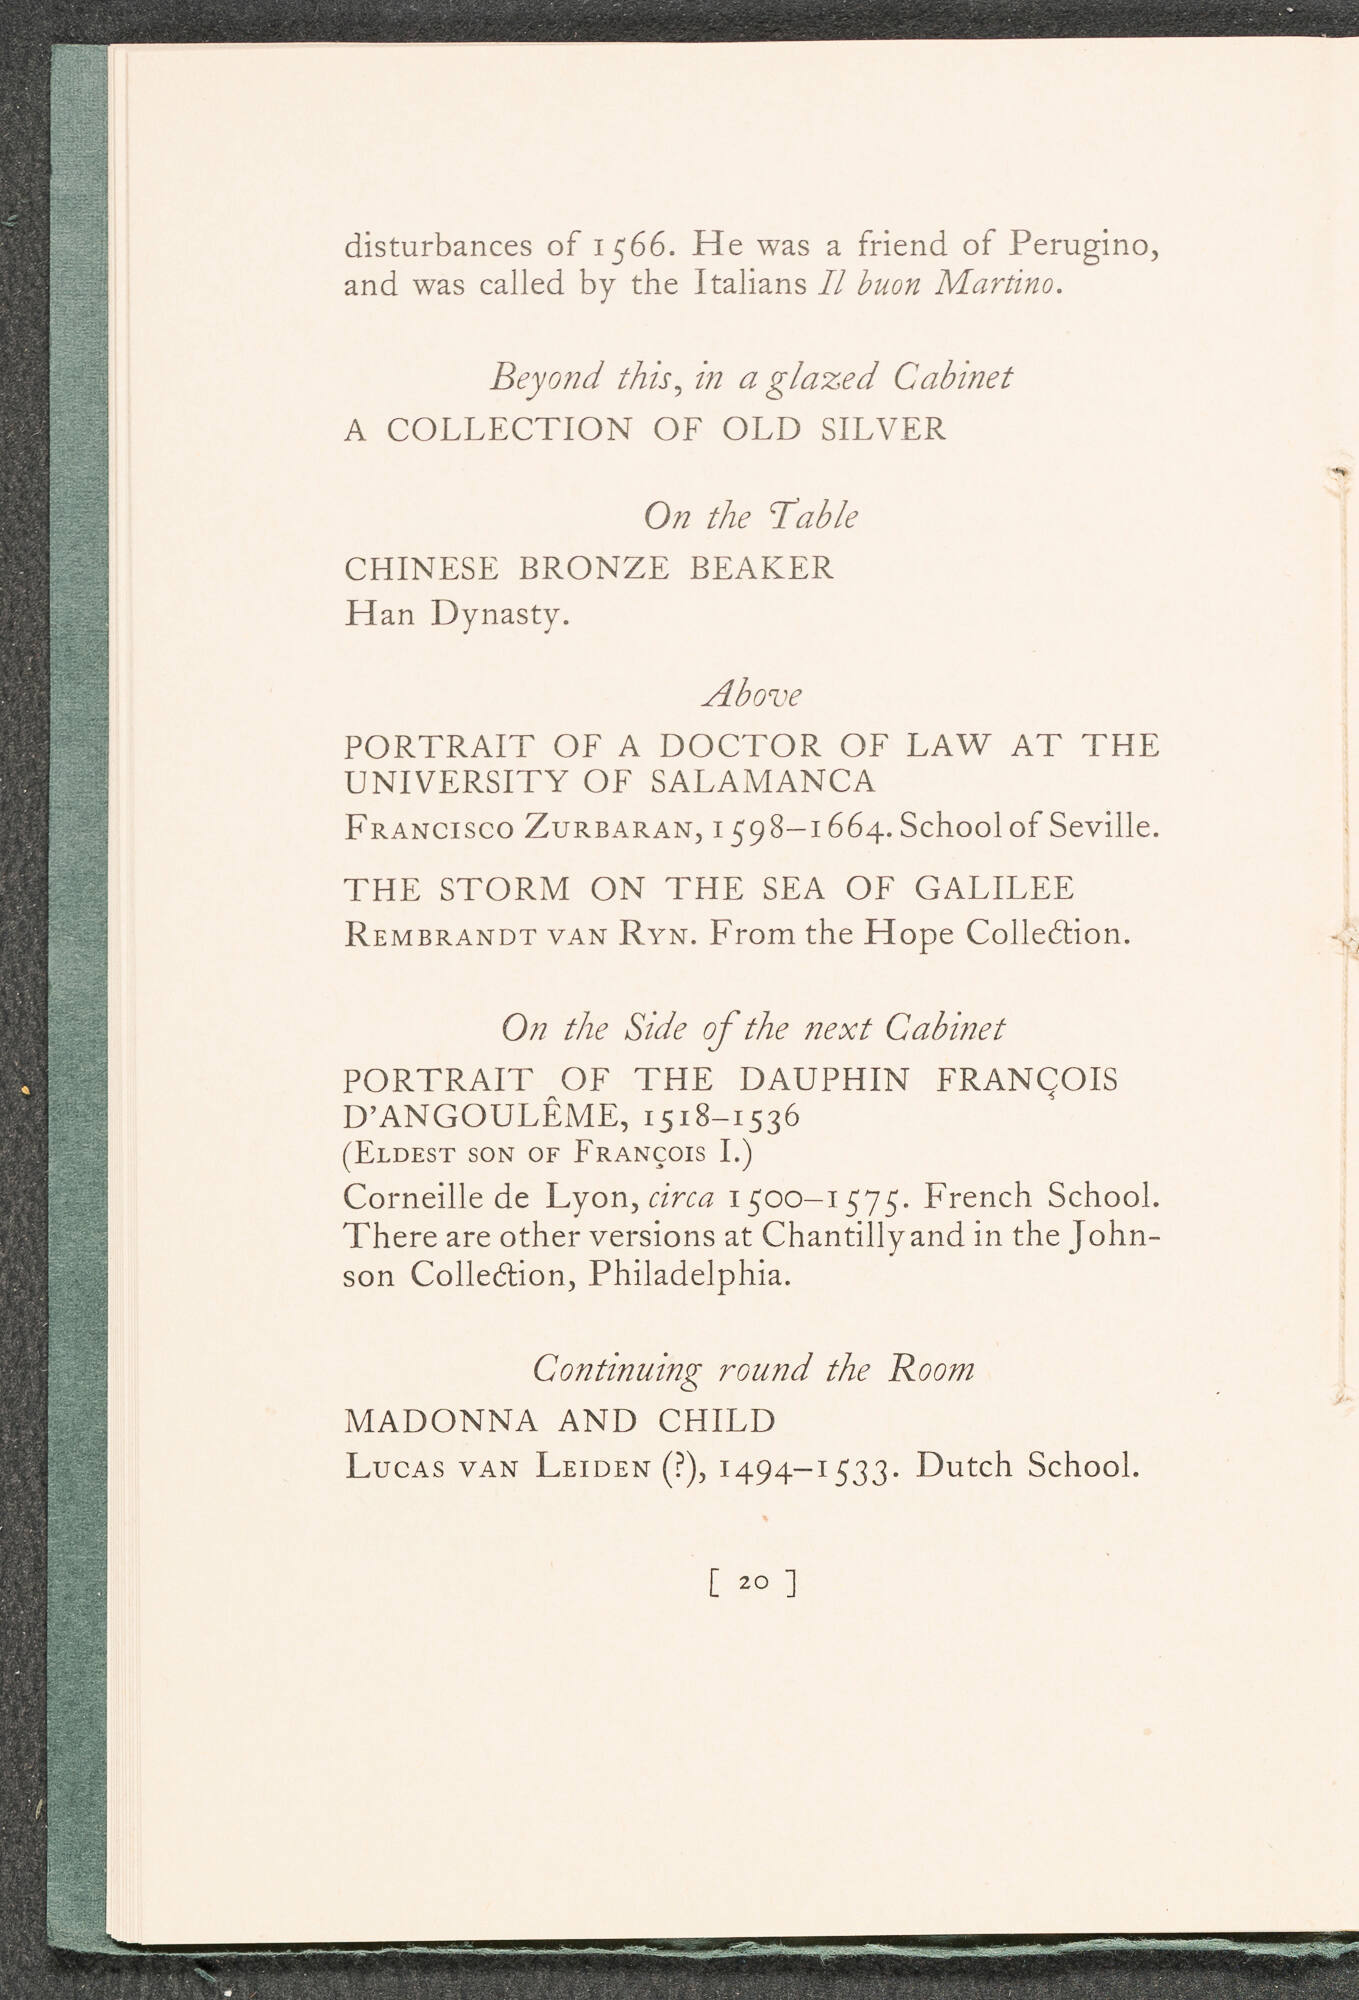 disturbances of 1566. He was a friend of Perugino,
and was called by the Italians Il buon Martino.
Beyond this, in a glazed Cabinet
A COLLECTION OF OLD SILVER
On the Table
CHINESE BRONZE BEAKER
Han Dynasty.
Above
PORTRAIT OF A DOCTOR OF LAW AT THE
UNIVERSITY OF SALAMANCA
FRANCISCO ZURBARAN, 1598–1664. School of Seville.
THE STORM ON THE SEA OF GALILEE
REMBRANDT VAN RYN. From the Hope Collection.
On the Side of the next Cabinet
PORTRAIT OF THE DAUPHIN FRANÇOIS
D'ANGOULÊME, 1518–1536
(ELDEST SON OF FRANÇOIS I.)
Corneille de Lyon, circa 1500–1575. French School.
There are other versions at Chantilly and in the John-
son Collection, Philadelphia.
Continuing round the Room
MADONNA AND CHILD
LUCAS VAN LEIDEN (?), 1494–1533. Dutch School.
[ 20 ]